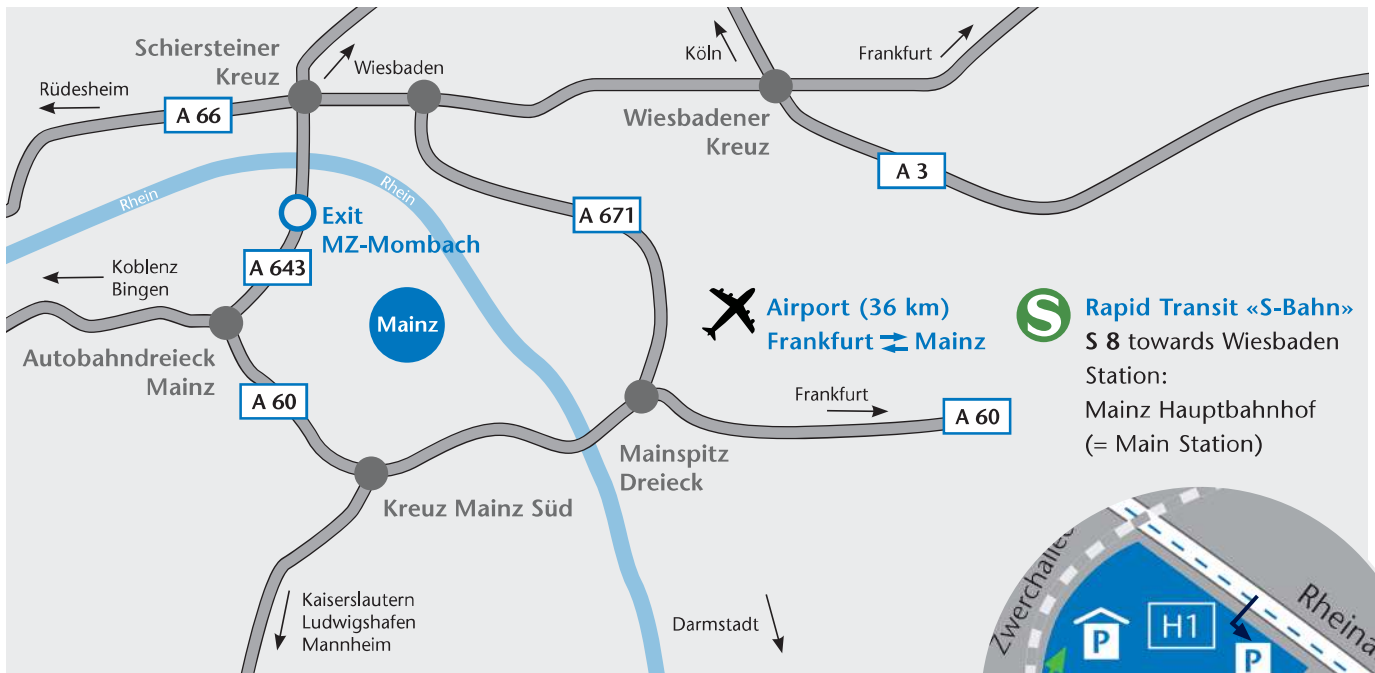 Schiersteiner
Kreuz
Wiesbaden
Köln
Frankfurt
Rüdesheim
A 66
Wiesbadener
Kreuz
A 3
Rhein
Rhein
Exit
MZ-Mombach
A 671
Koblenz
Bingen
A 643
Mainz
Airport (36 km)
Frankfurt ⇄ Mainz
S
Rapid Transit «S-Bahn»
S 8 towards Wiesbaden
Station:
Mainz Hauptbahnhof
(= Main Station)
Autobahndreieck
Mainz
A 60
Frankfurt
A 60
Mainspitz
Dreieck
Kreuz Mainz Süd
Kaiserslautern
Ludwigshafen
Mannheim
Darmstadt
Zwerchallee
Rheina
P
H1
P